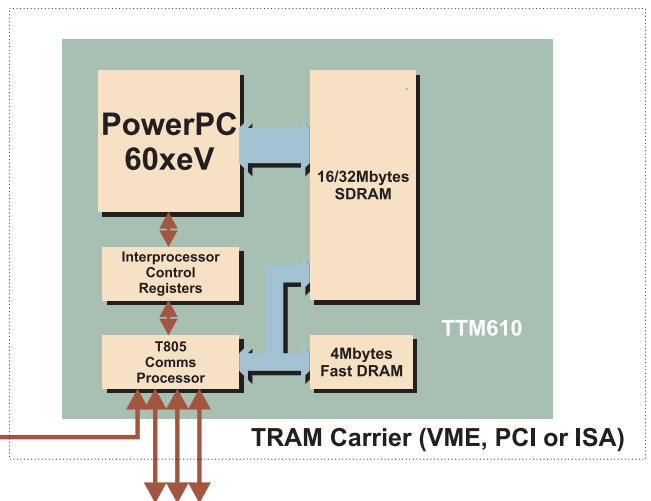 PowerPC
60xeV
16/32Mbytes
SDRAM
Interprocessor
Control
Registers
TTM610
T805
Comms
Processor
4Mbytes
Fast DRAM
TRAM Carrier (VME, PCI or ISA)